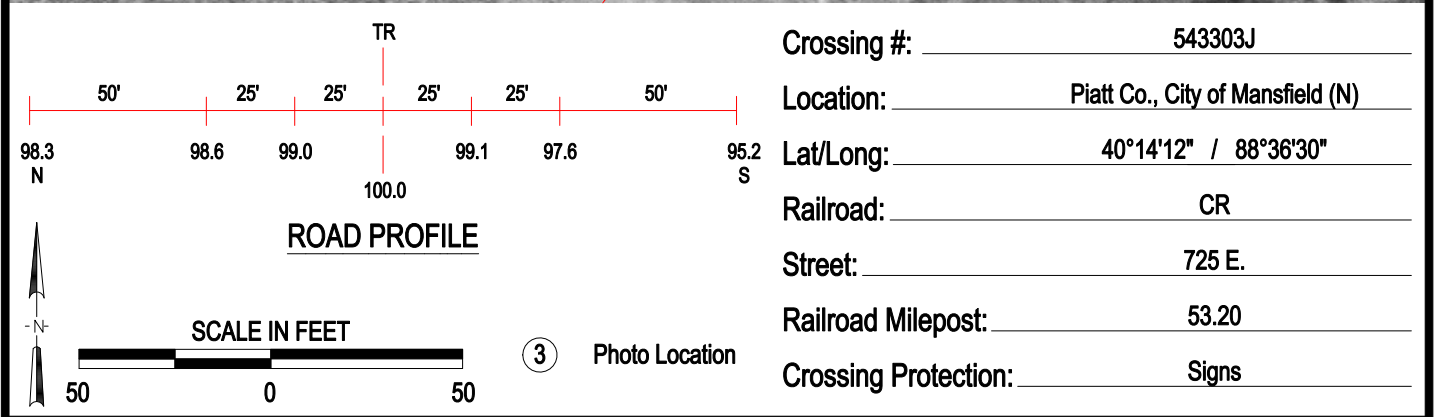 TR
50' 25' 25' 25' 25' 50'
98.3 98.6 99.0 99.1 97.6 95.2
N S
100.0
ROAD PROFILE
-N-
SCALE IN FEET
50 0 50
3 Photo Location
Crossing #: 543303J
Location: Piatt Co., City of Mansfield (N)
Lat/Long: 40°14'12" / 88°36'30"
Railroad: CR
Street: 725 E.
Railroad Milepost: 53.20
Crossing Protection: Signs